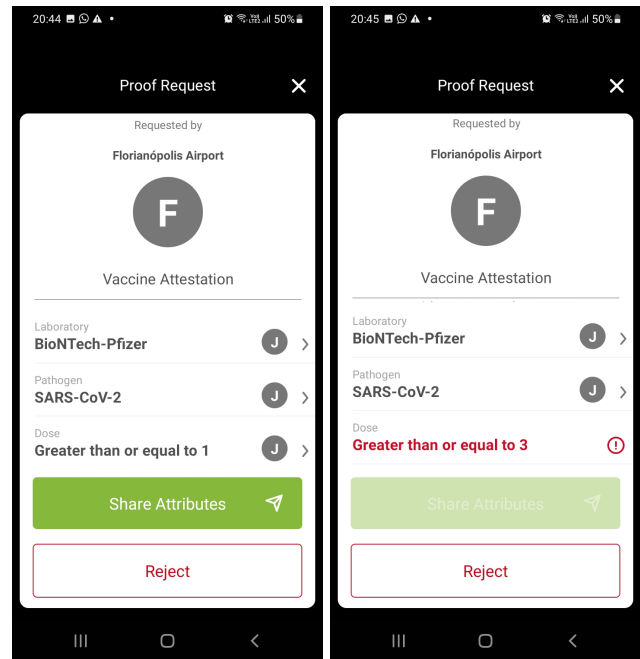 20:44
50%
Proof Request
Requested by
Florianópolis Airport
F
Vaccine Attestation
Laboratory
BioNTech-Pfizer
J
Pathogen
SARS-CoV-2
J
Dose
Greater than or equal to 1
J
Share Attributes
Reject
20:45
50%
Proof Request
Requested by
Florianópolis Airport
F
Vaccine Attestation
Laboratory
BioNTech-Pfizer
J
Pathogen
SARS-CoV-2
J
Dose
Greater than or equal to 3
Share Attributes
Reject